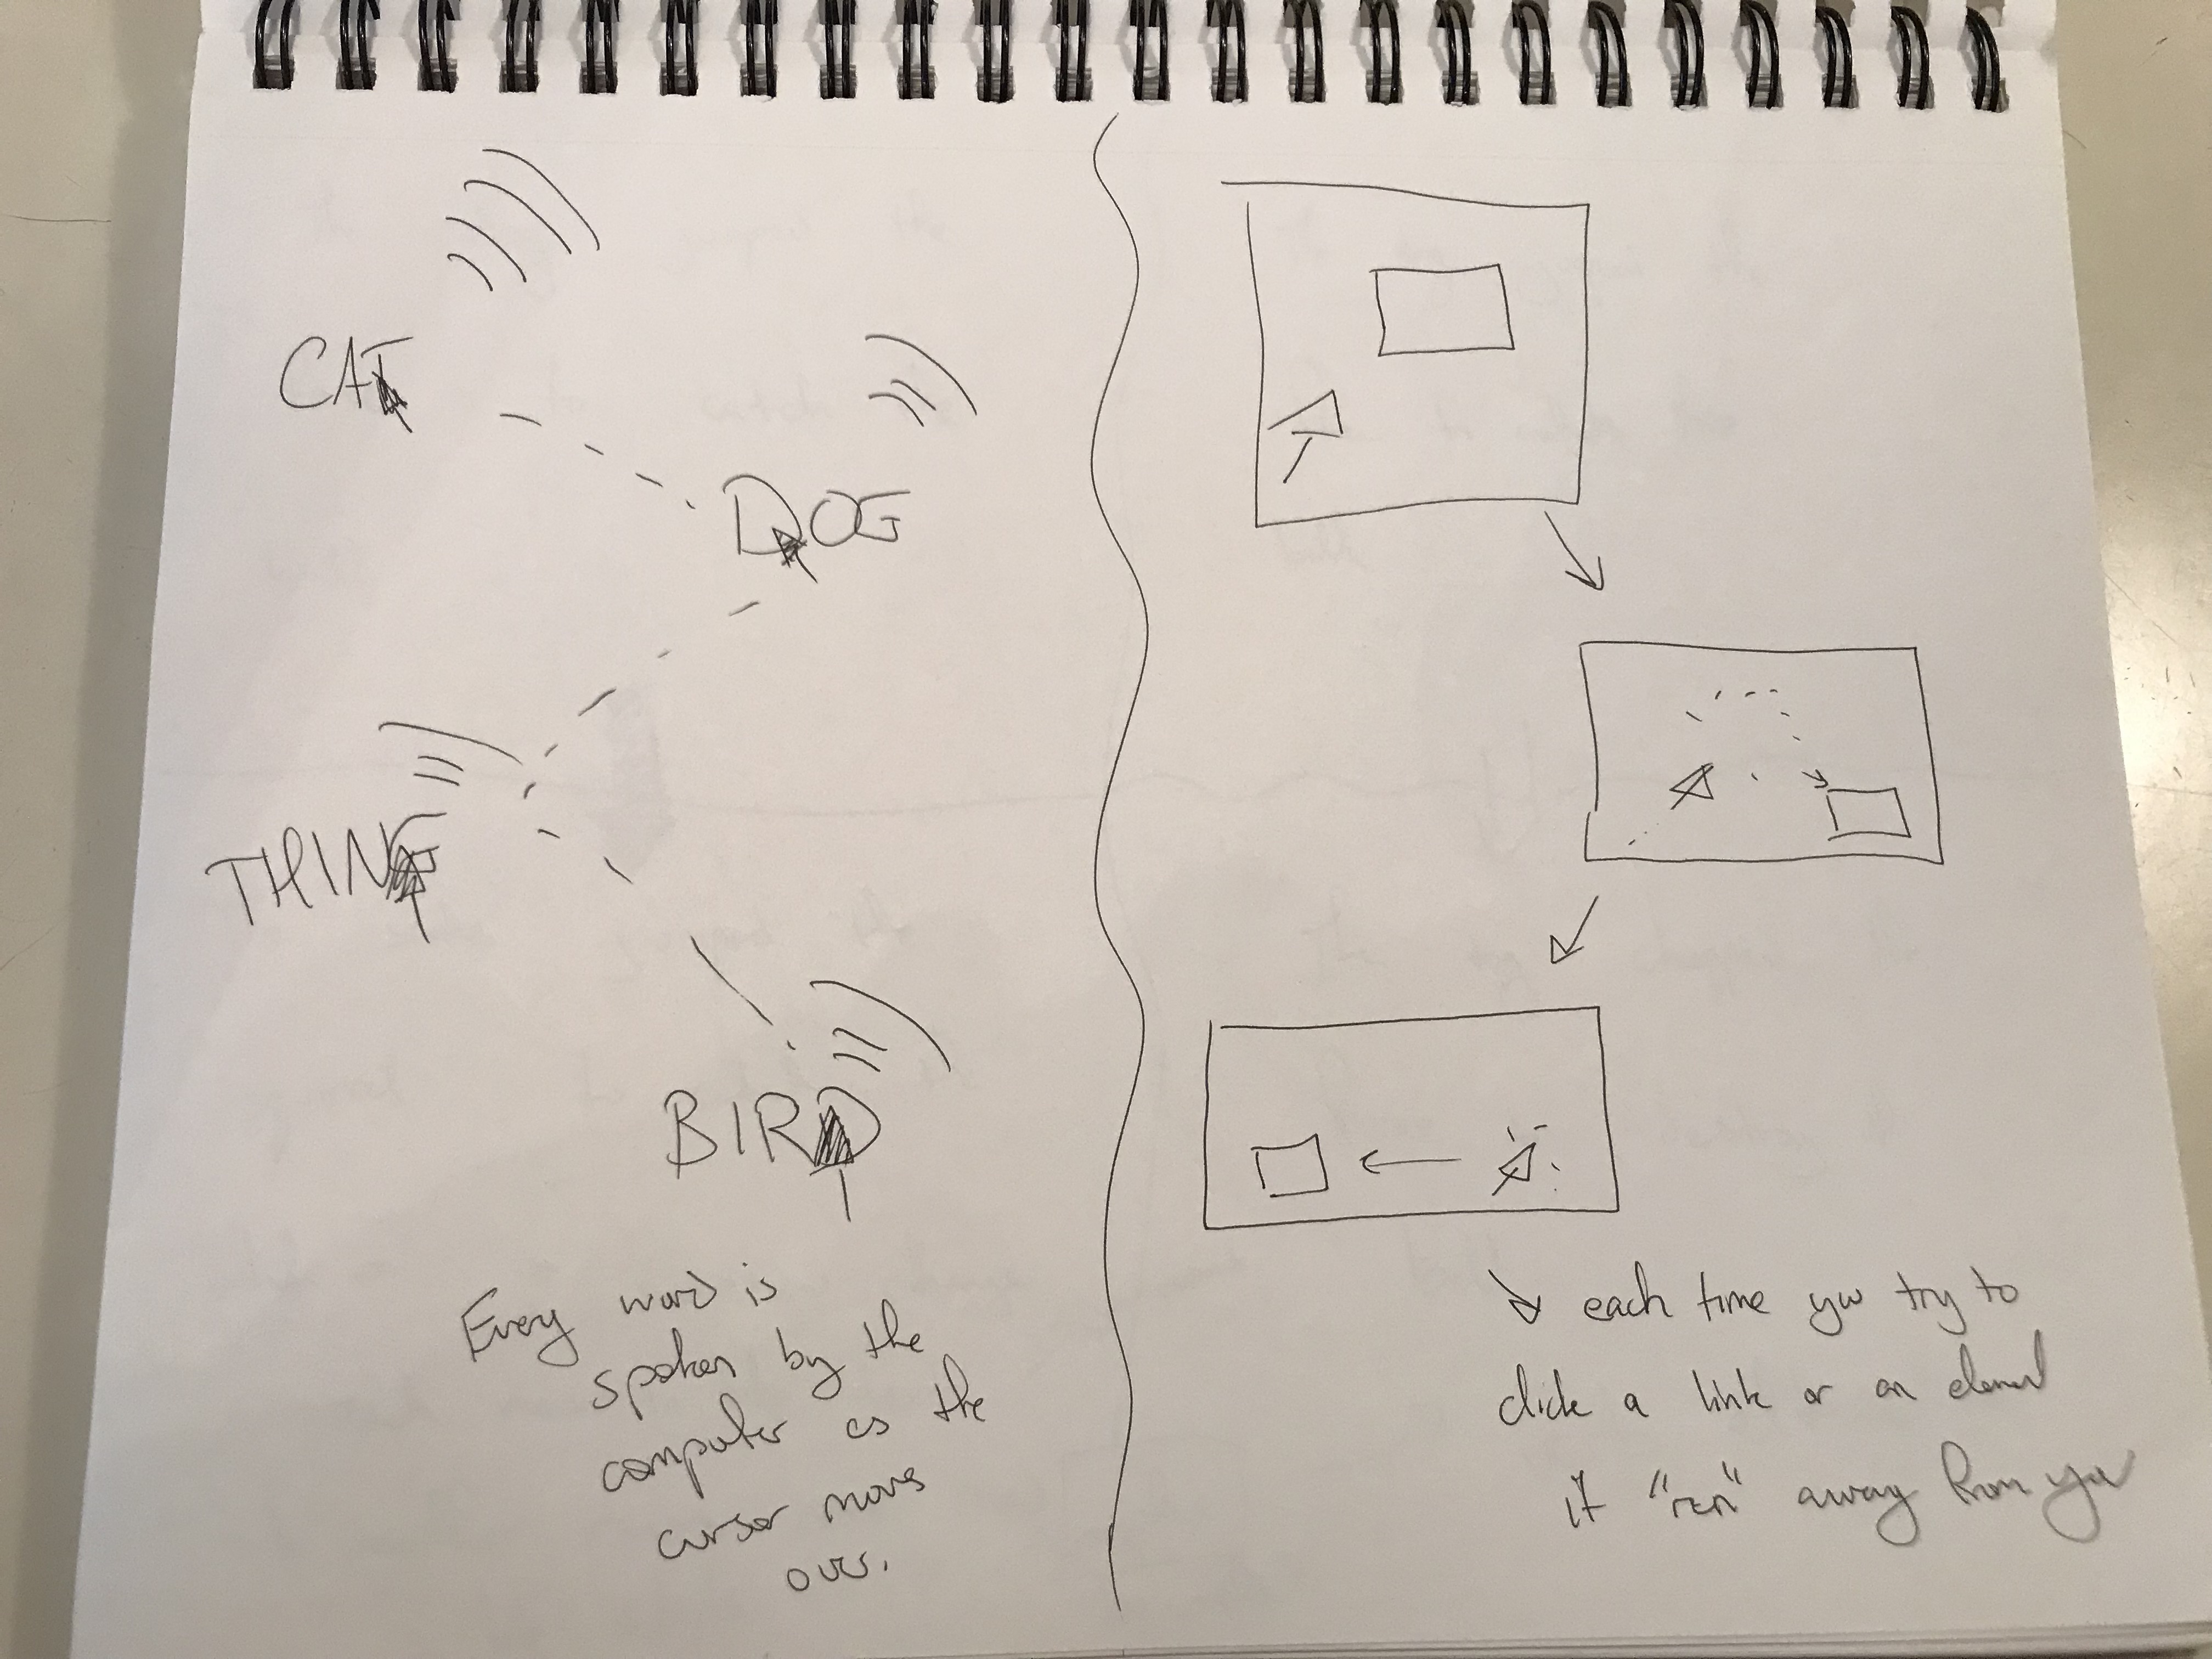 CAT
DOG
THING
BIRD
Every word is
spoken by the
computer as the
cursor moves
over.
each time you try to
click a link or an element
it "ran" away from you